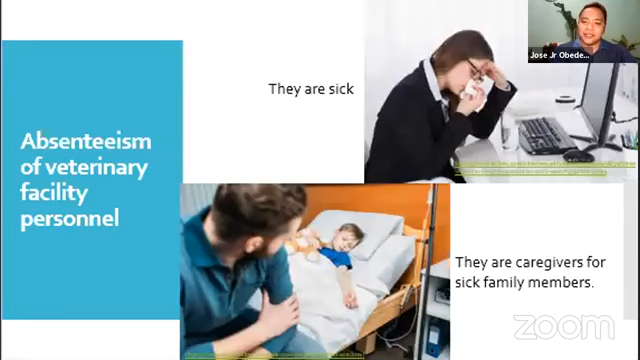 Absenteeism
of veterinary
facility
personnel
They are sick
Jose Jr Obede...
They are caregivers for
sick family members.
zoom